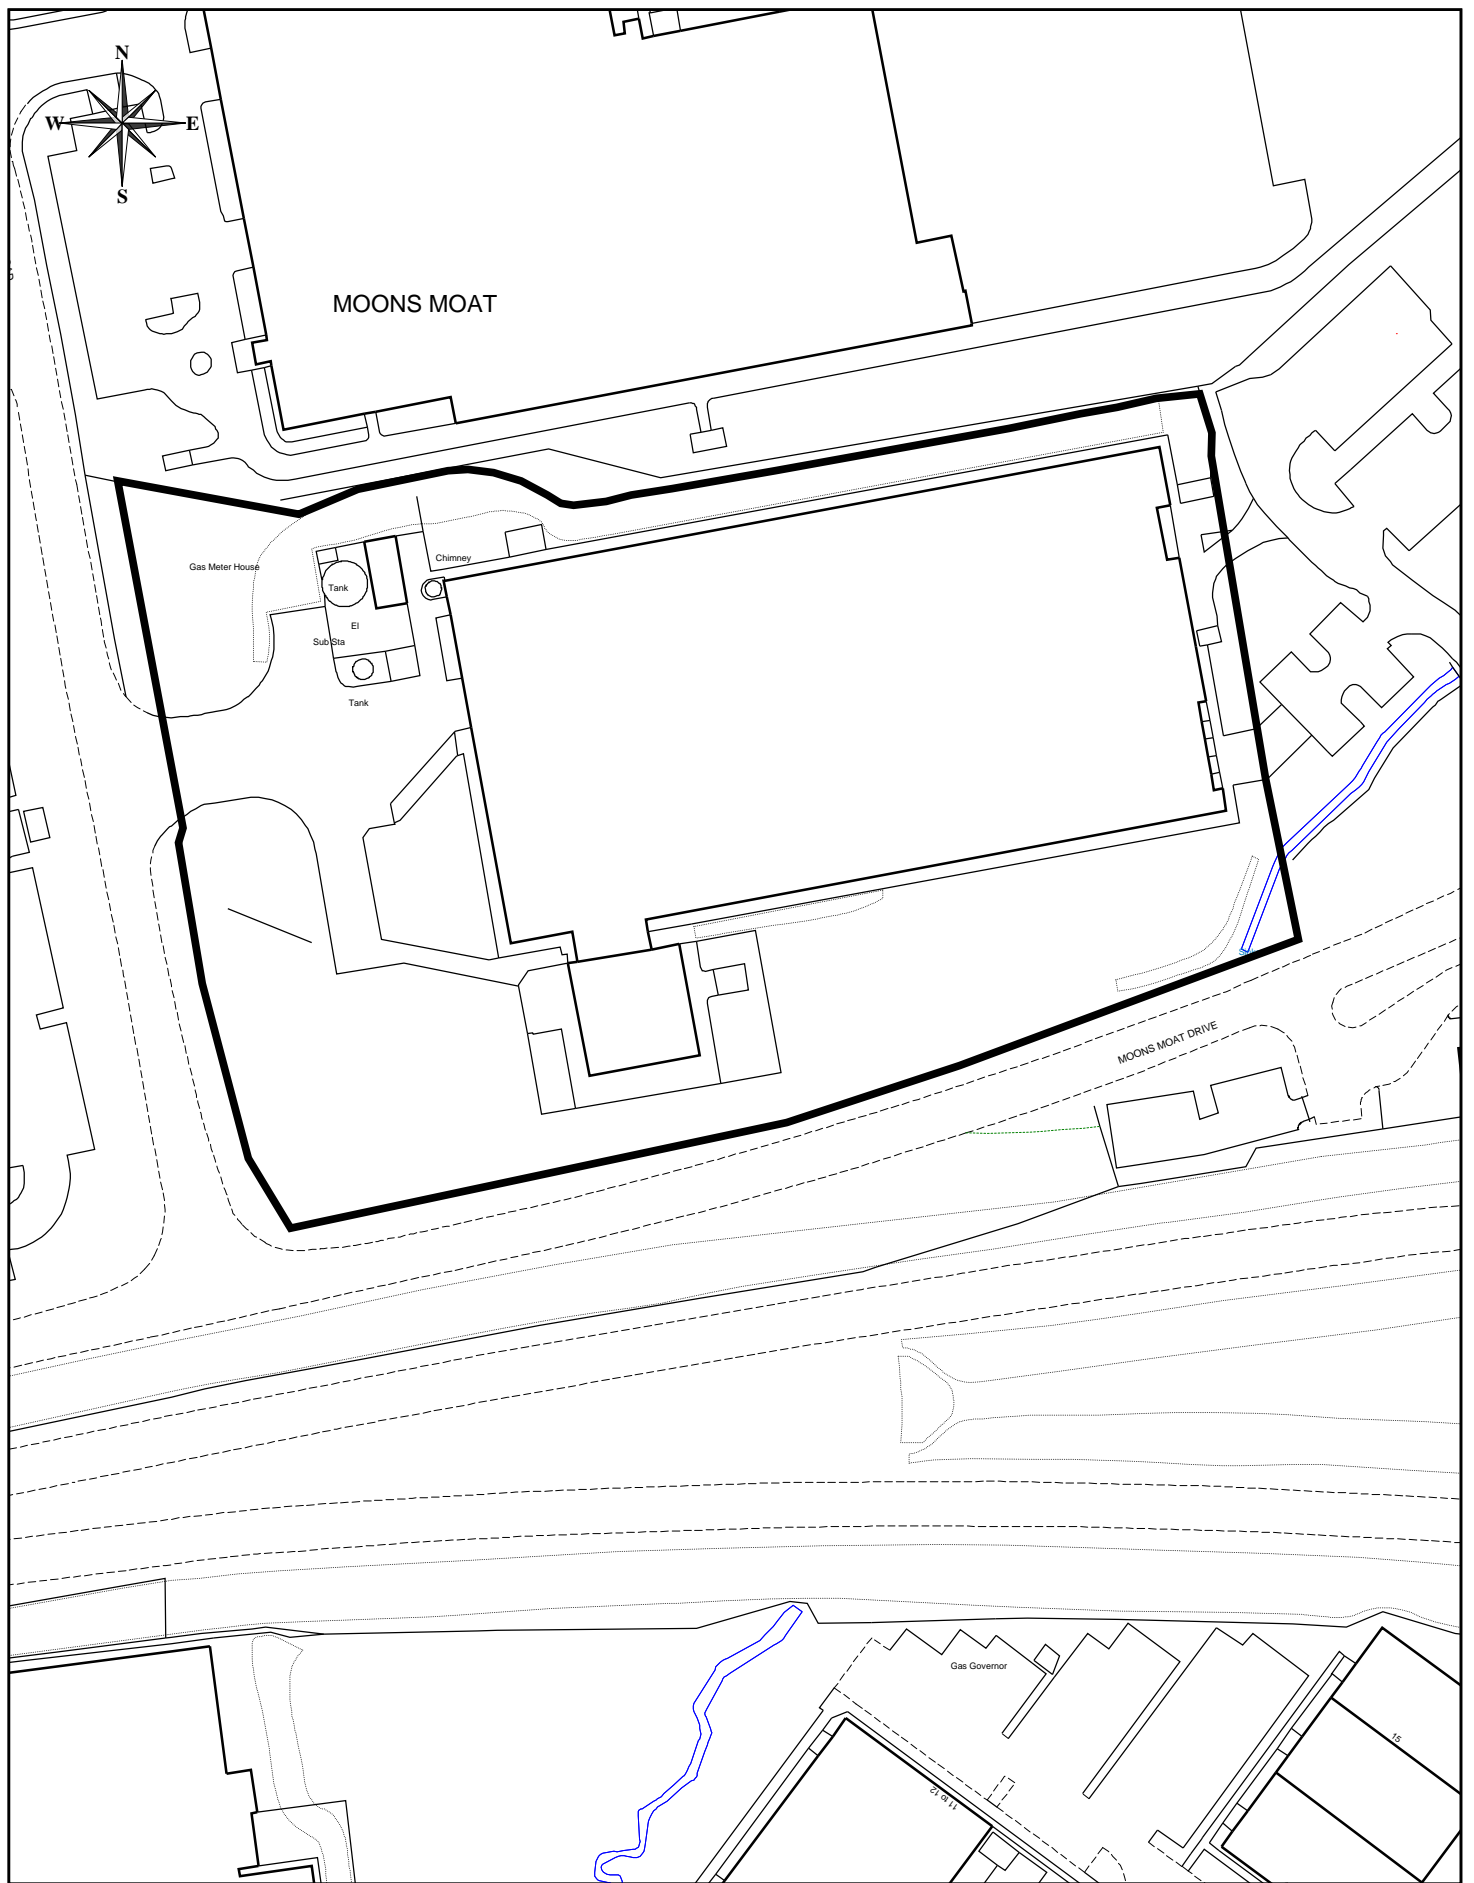 N
W
E
S
MOONS MOAT
Chimney
Gas Meter House
Tank
El
Sub Sta
Tank
MOONS MOAT DRIVE
Gas Governor
15
11 to 12